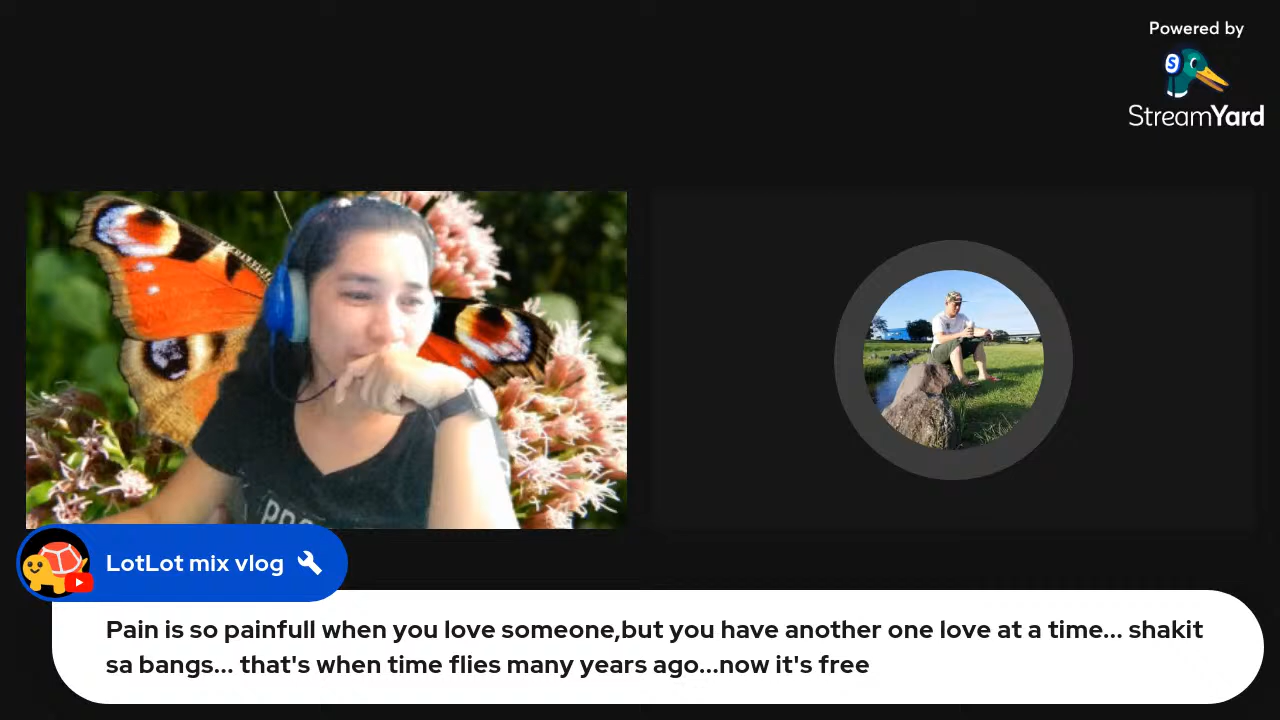 Powered by
S
StreamYard
LotLot mix vlog
Pain is so painfull when you love someone,but you have another one love at a time... shakit
sa bangs... that's when time flies many years ago...now it's free